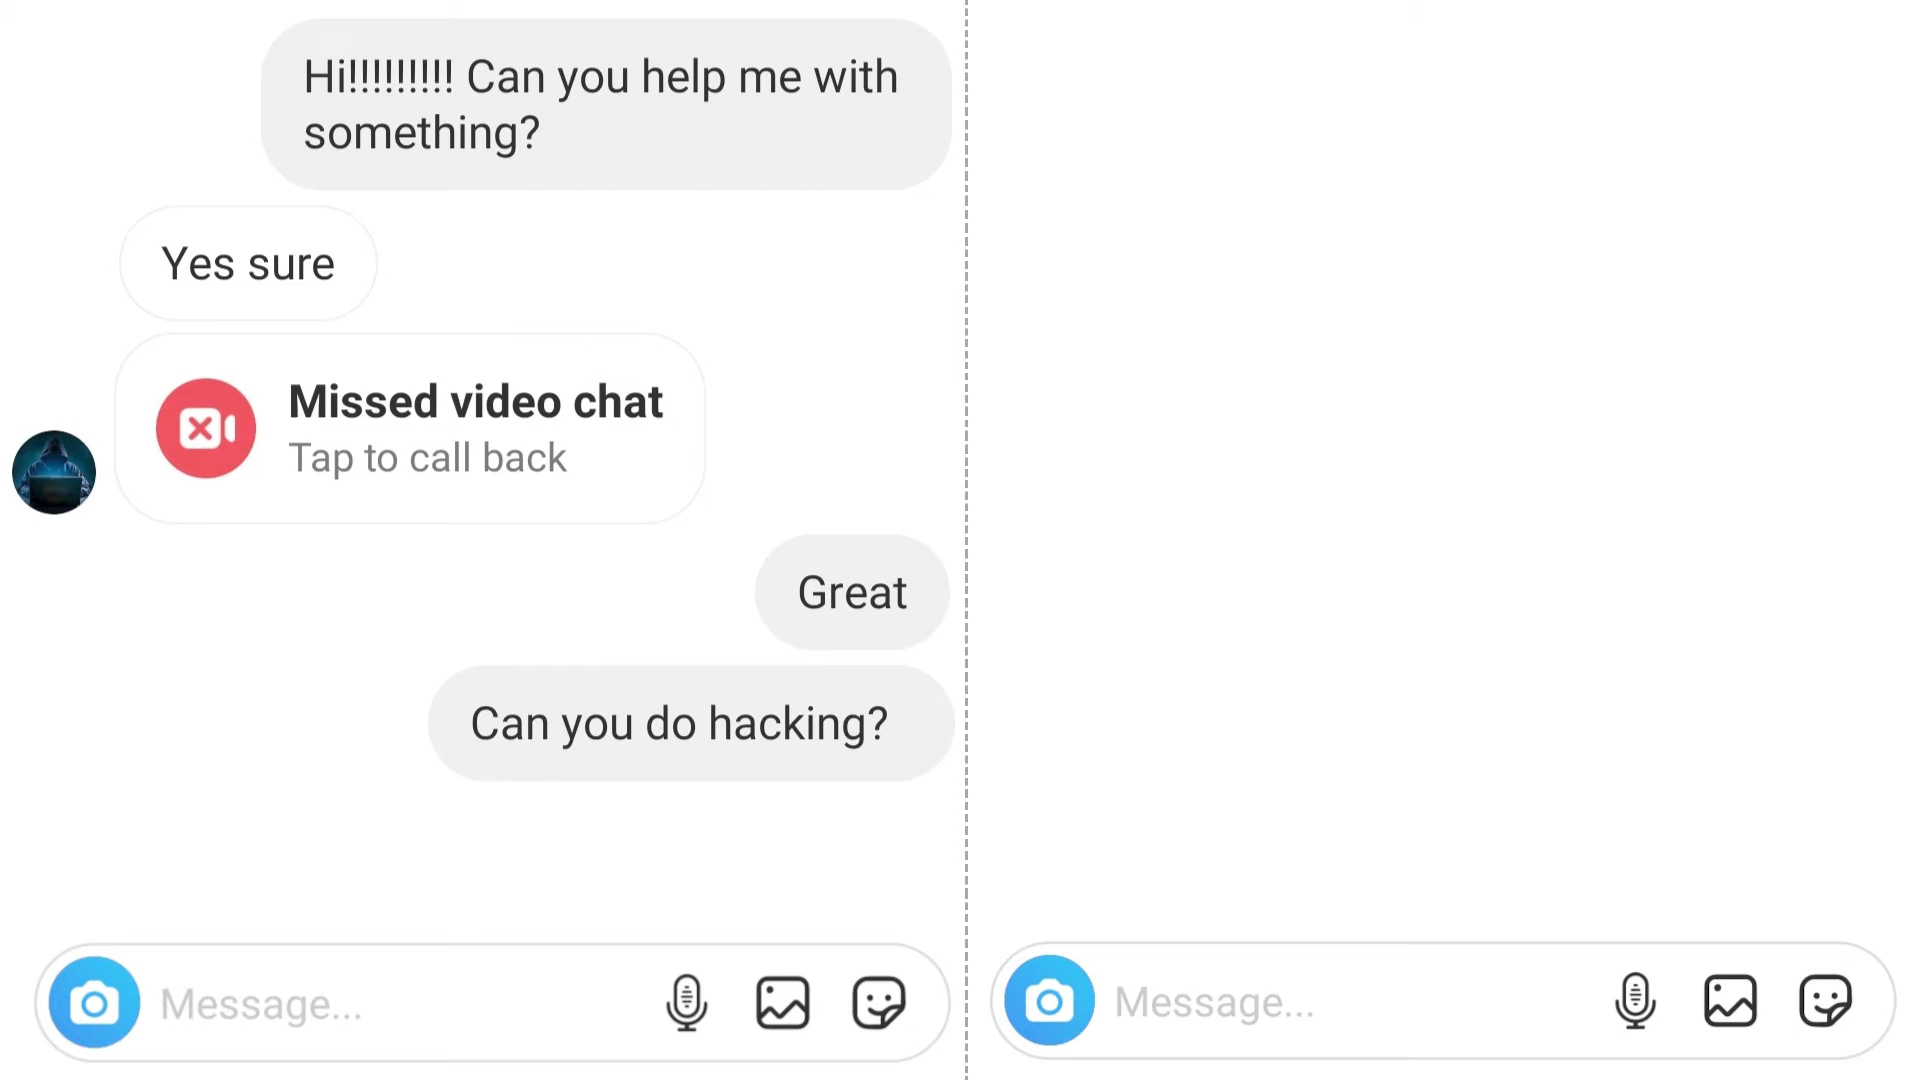 Hi!!!!!!!!! Can you help me with
something?
Yes sure
Missed video chat
Tap to call back
Great
Can you do hacking?
Message...
Message...